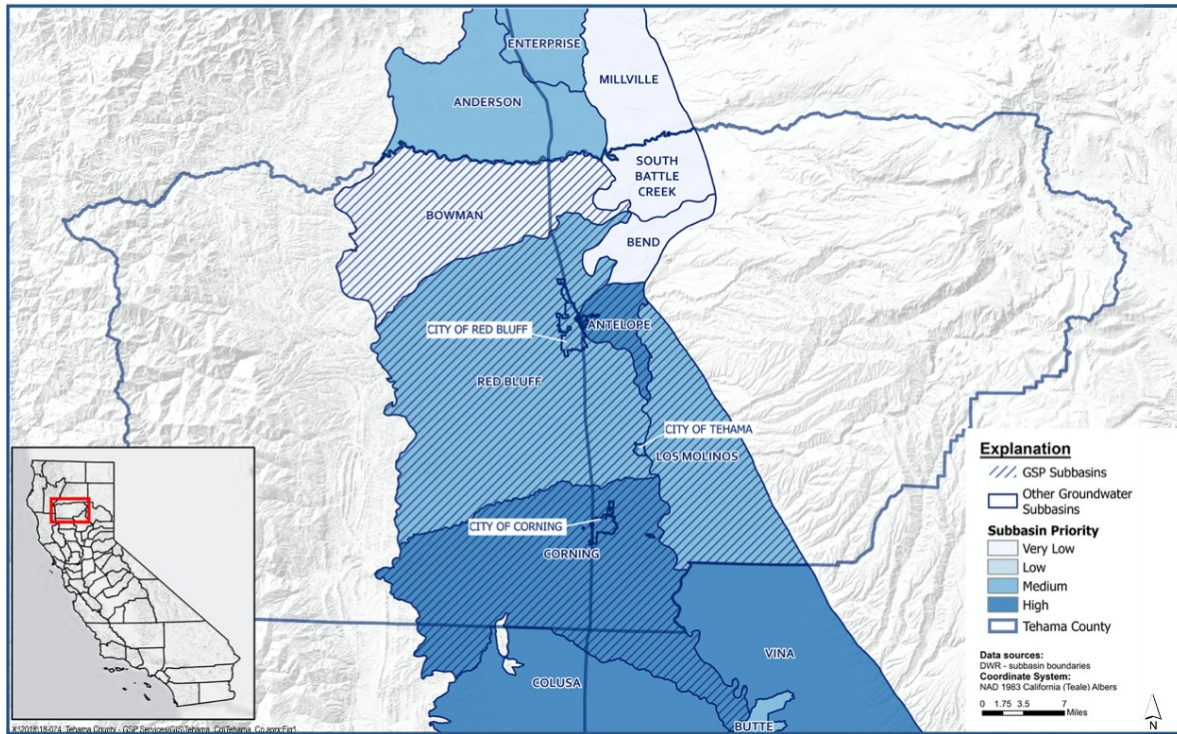 ENTERPRISE
MILLVILLE
ANDERSON
SOUTH
BATTLE
CREEK
BOWMAN
BEND
CITY OF RED BLUFF
ANTELOPE
RED BLUFF
CITY OF TEHAMA
LOS MOLINOS
CITY OF CORNING
CORNING
VINA
COLUSA
BUTTE
Explanation
GSP Subbasins
Other Groundwater
Subbasins
Subbasin Priority
Very Low
Low
Medium
High
Tehama County
Data sources:
DWR - subbasin boundaries
Coordinate System:
NAD 1983 California (Teale) Albers
0 1.75 3.5 7
Miles
N